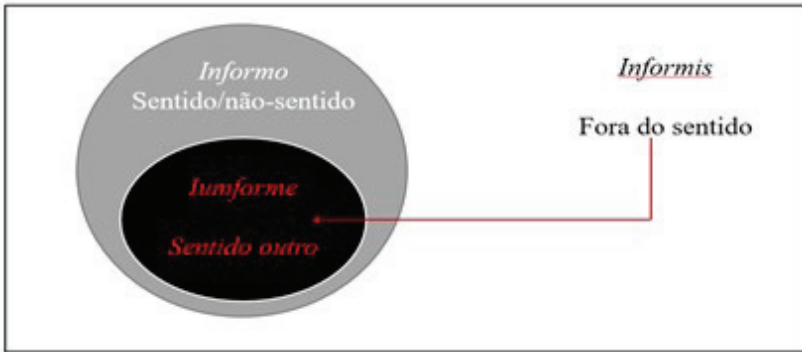 Informo
Sentido/não-sentido
Iumforme
Sentido outro
Informis
Fora do sentido